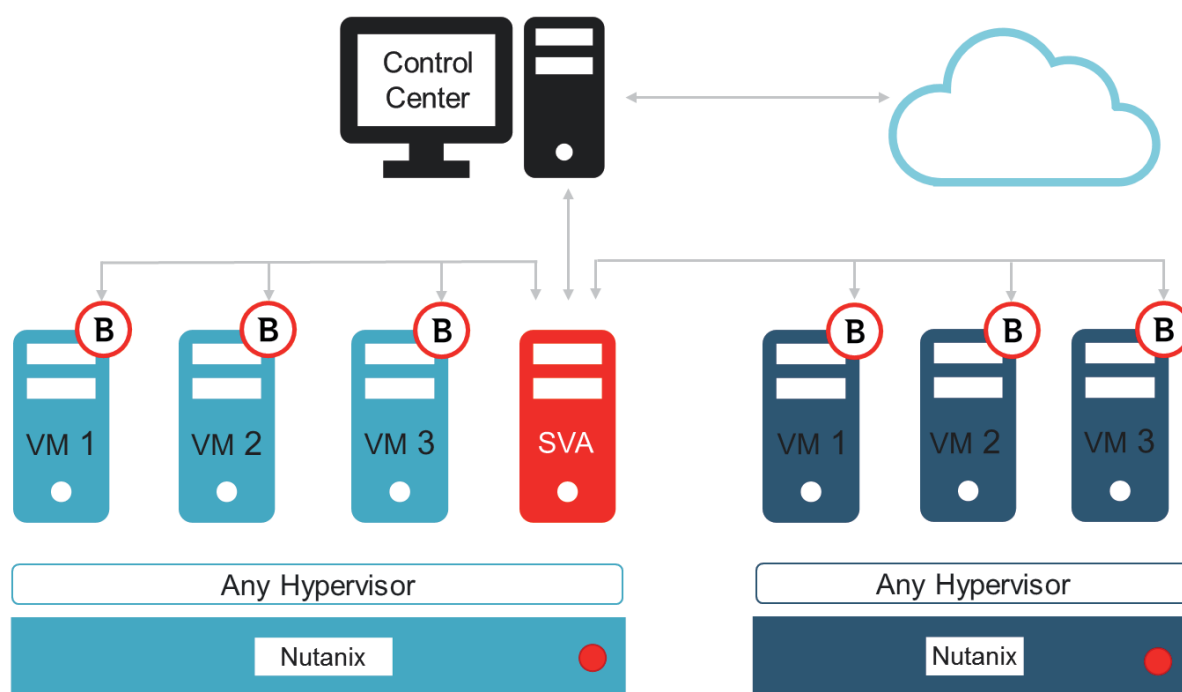 Control
Center
B
B
B
B
B
B
VM 1
VM 2
VM 3
SVA
VM 1
VM 2
VM 3
Any Hypervisor
Any Hypervisor
Nutanix
Nutanix